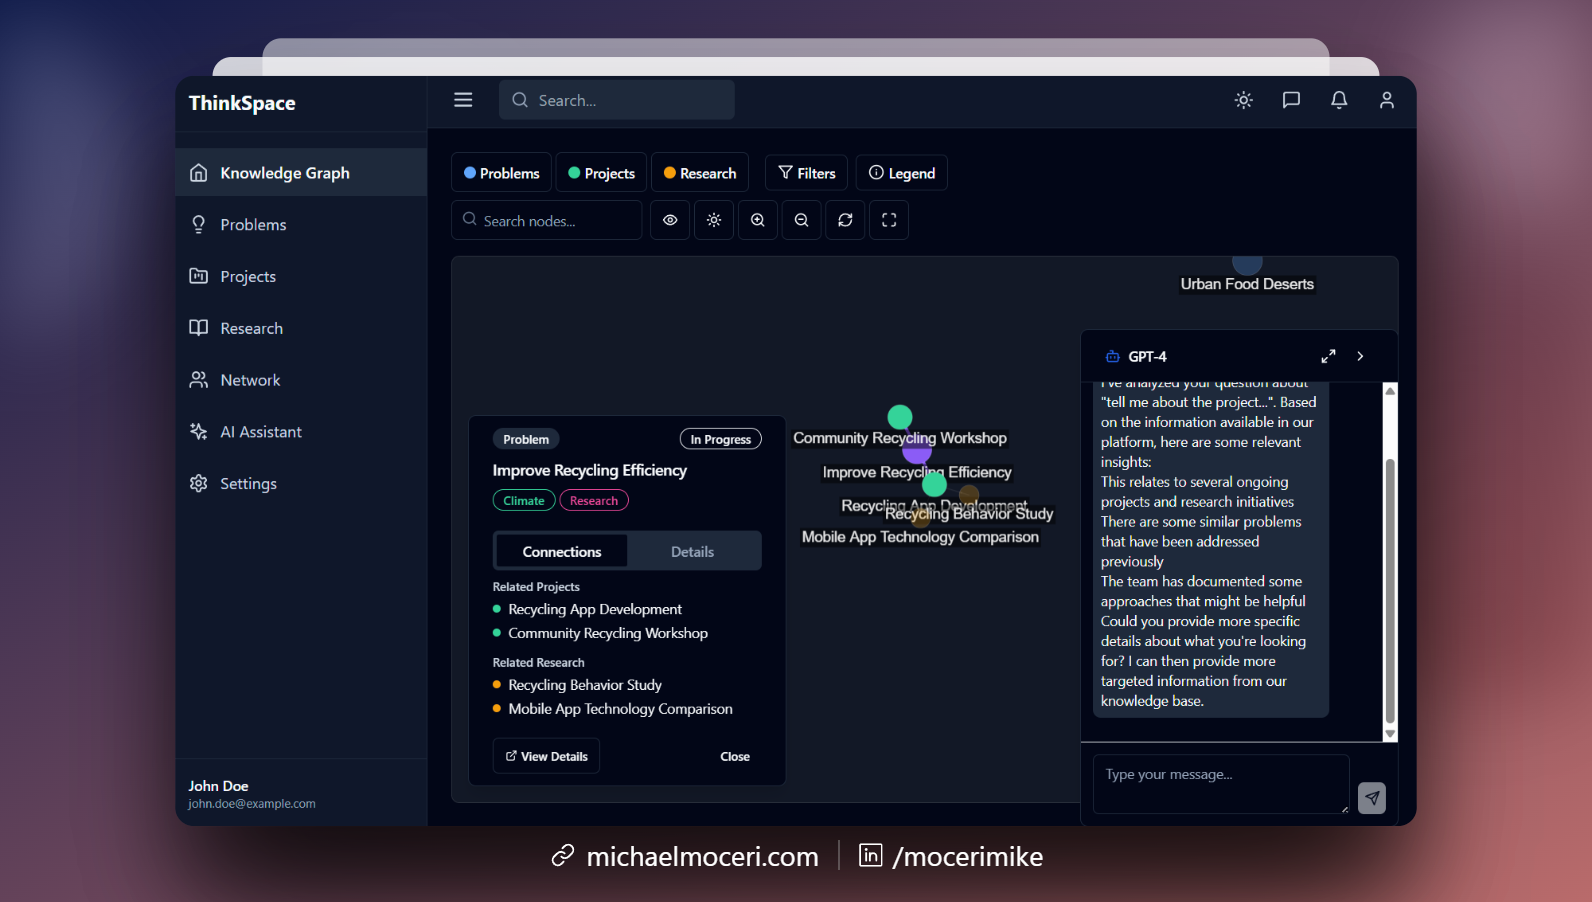 ThinkSpace
Search...
Knowledge Graph
Problems
Projects
Research
Network
AI Assistant
Settings
John Doe
john.doe@example.com
Problems
Projects
Research
Filters
Legend
Search nodes...
Urban Food Deserts
Community Recycling Workshop
Improve Recycling Efficiency
Recycling App Development
Recycling Behavior Study
Mobile App Technology Comparison
Problem
In Progress
Improve Recycling Efficiency
Climate
Research
Connections
Details
Related Projects
Recycling App Development
Community Recycling Workshop
Related Research
Recycling Behavior Study
Mobile App Technology Comparison
View Details
Close
GPT-4
I've analyzed your question about
"tell me about the project...". Based
on the information available in our
platform, here are some relevant
insights:
This relates to several ongoing
projects and research initiatives
There are some similar problems
that have been addressed
previously
The team has documented some
approaches that might be helpful
Could you provide more specific
details about what you're looking
for? I can then provide more
targeted information from our
knowledge base.
Type your message...
michaelmoceri.com
in /mocerimike